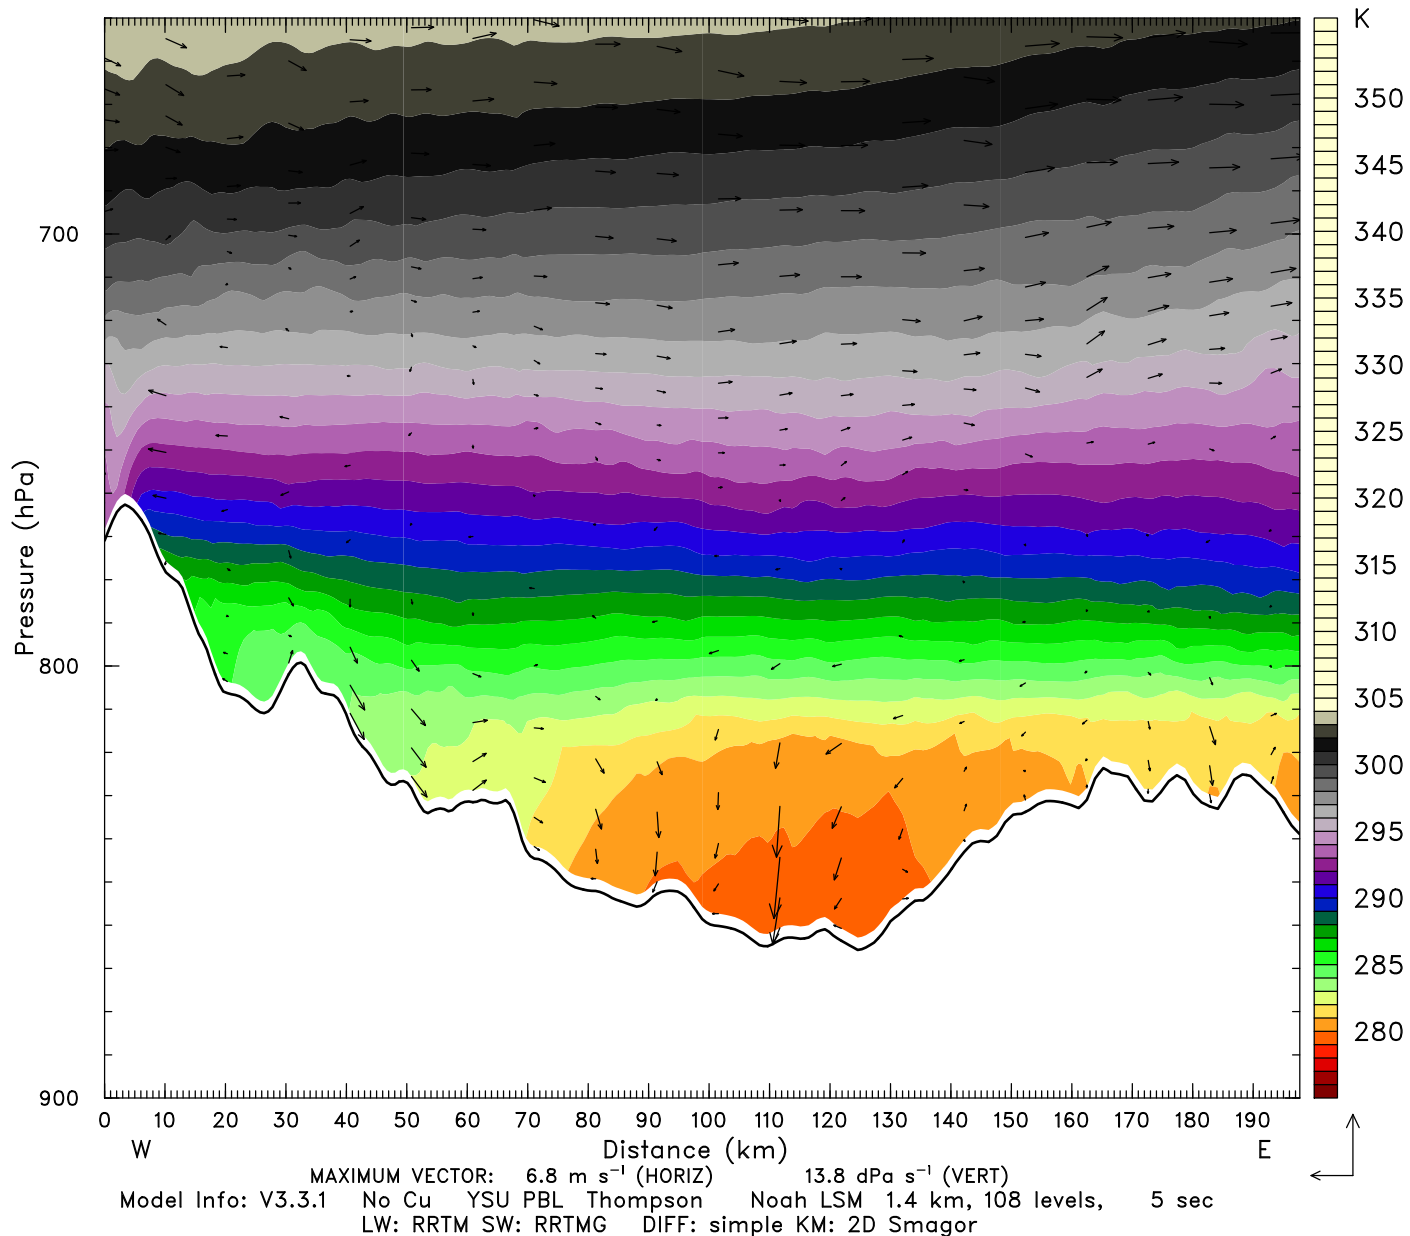 K
350
345
340
335
330
325
320
315
310
305
300
295
290
285
280
Pressure (hPa)
700
800
900
0 10 20 30 40 50 60 70 80 90 100 110 120 130 140 150 160 170 180 190
W Distance (km) E
MAXIMUM VECTOR: 6.8 m s⁻¹ (HORIZ) 13.8 dPa s⁻¹ (VERT)
Model Info: V3.3.1 No Cu YSU PBL Thompson Noah LSM 1.4 km, 108 levels, 5 sec
LW: RRTM SW: RRTMG DIFF: simple KM: 2D Smagor